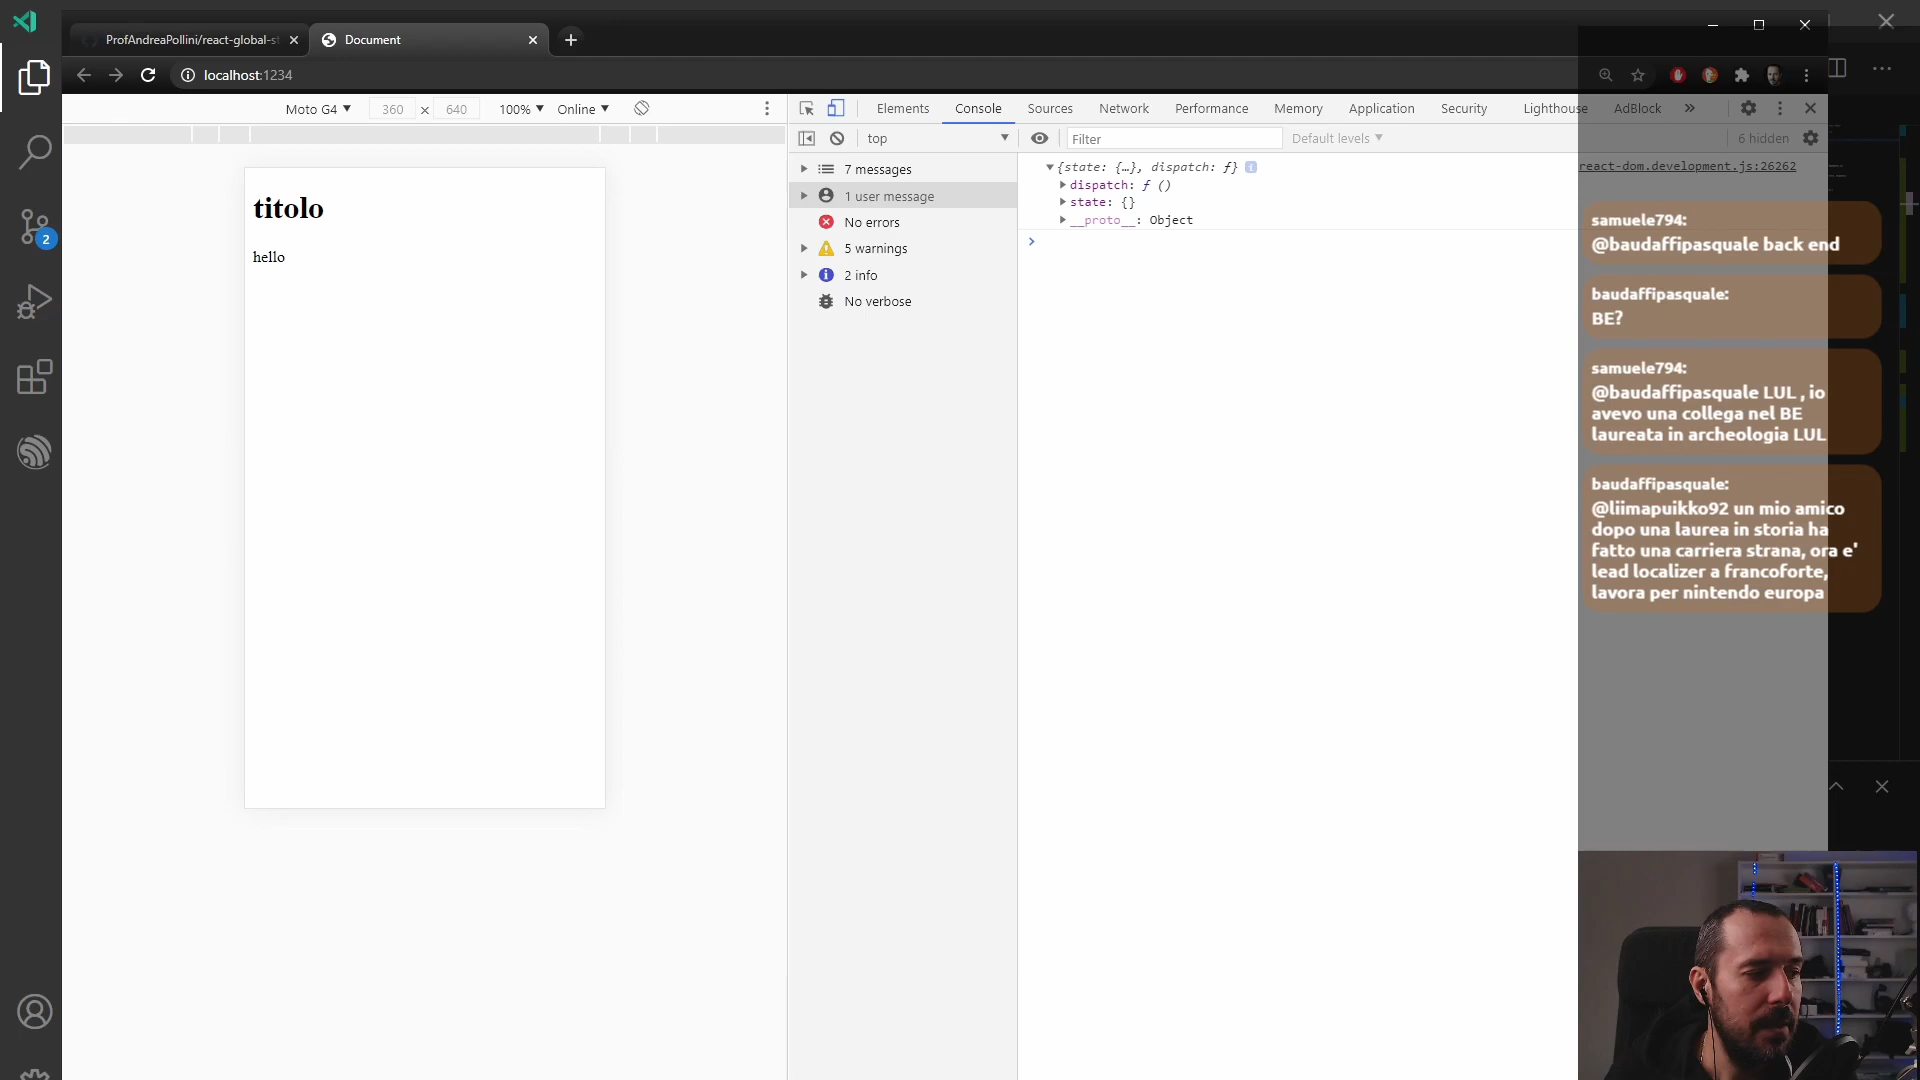 ProfAndreaPollini/react-global-st
Document
localhost:1234
Moto G4
360 x 640
100%
Online
Elements
Console
Sources
Network
Performance
Memory
Application
Security
Lighthouse
AdBlock
top
Filter
Default levels
6 hidden
7 messages
1 user message
No errors
5 warnings
2 info
No verbose
{state: {…}, dispatch: ƒ} i
react-dom.development.js:26262
dispatch: ƒ ()
state: {}
__proto__: Object
titolo
hello
samuele794:
@baudaffipasquale back end
baudaffipasquale:
BE?
samuele794:
@baudaffipasquale LUL , io
avevo una collega nel BE
laureata in archeologia LUL
baudaffipasquale:
@liimapuikko92 un mio amico
dopo una laurea in storia ha
fatto una carriera strana, ora e'
lead localizer a francoforte,
lavora per nintendo europa
2